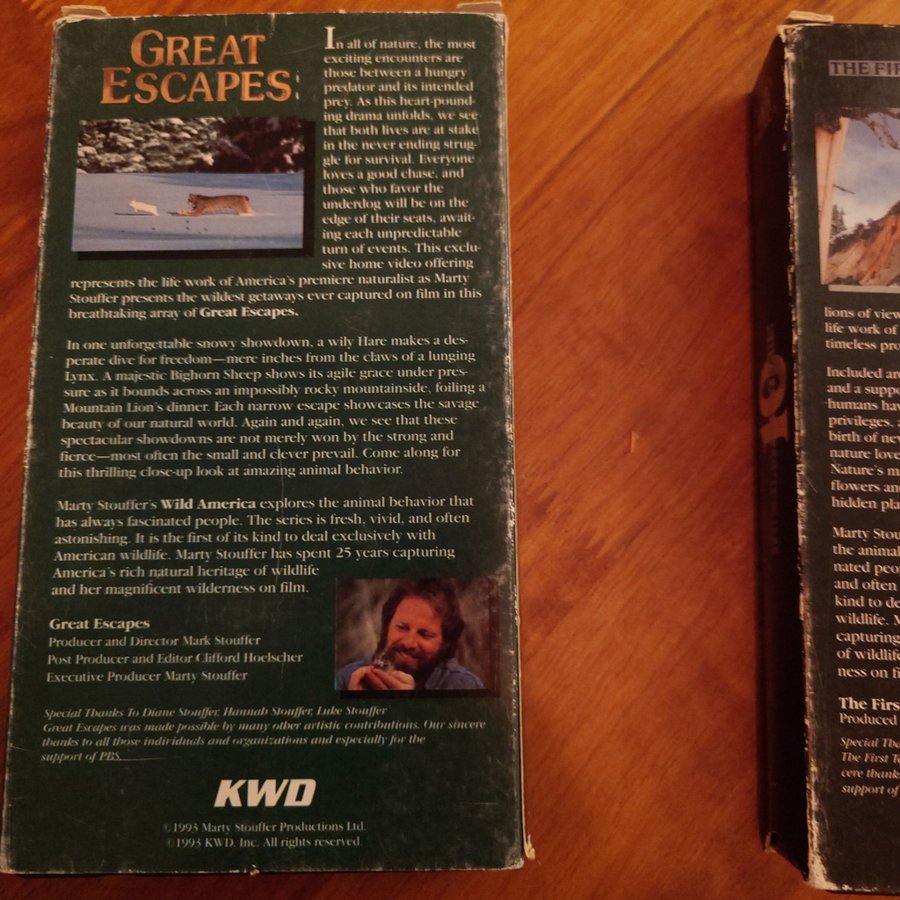 GREAT
ESCAPES
In all of nature, the most
exciting encounters are
those between a hungry
predator and its intended
prey. As this heart-pound-
ing drama unfolds, we see
that both lives are at stake
in the never ending strug-
gle for survival. Everyone
loves a good chase, and
those who favor the
underdog will be on the
edge of their seats, await-
ing each unpredictable
turn of events. This exclu-
sive home video offering
represents the life work of America's premiere naturalist as Marty
Stouffer presents the wildest getaways ever captured on film in this
breathtaking array of Great Escapes.
In one unforgettable snowy showdown, a wily Hare makes a des-
perate dive for freedom—mere inches from the claws of a lunging
Lynx. A majestic Bighorn Sheep shows its agile grace under pres-
sure as it bounds across an impossibly rocky mountainside, foiling a
Mountain Lion's dinner. Each narrow escape showcases the savage
beauty of our natural world. Again and again, we see that these
spectacular showdowns are not merely won by the strong and
fierce—most often the small and clever prevail. Come along for
this thrilling close-up look at amazing animal behavior.
Marty Stouffer's Wild America explores the animal behavior that
has always fascinated people. The series is fresh, vivid, and often
astonishing. It is the first of its kind to deal exclusively with
American wildlife. Marty Stouffer has spent 25 years capturing
America's rich natural heritage of wildlife
and her magnificent wilderness on film.
Great Escapes
Producer and Director Mark Stouffer
Post Producer and Editor Clifford Hoelscher
Executive Producer Marty Stouffer
Special Thanks To Diane Stouffer, Hannah Stouffer, Luke Stouffer
Great Escapes was made possible by many other artistic contributions. Our sincere
thanks to all those individuals and organizations and especially for the
support of PBS.
KWD
©1993 Marty Stouffer Productions Ltd.
©1993 KWD, Inc. All rights reserved.
THE FIR
lions of view
life work of
timeless pro
Included are
and a suppo
humans hav
privileges, a
birth of nev
nature love
Nature's m
flowers and
hidden pla
Marty Stou
the animal
nated peop
and often
kind to de
wildlife. M
capturing
of wildlife
ness on fi
The Firs
Produced
Special Tha
The First T
cere thank
support of